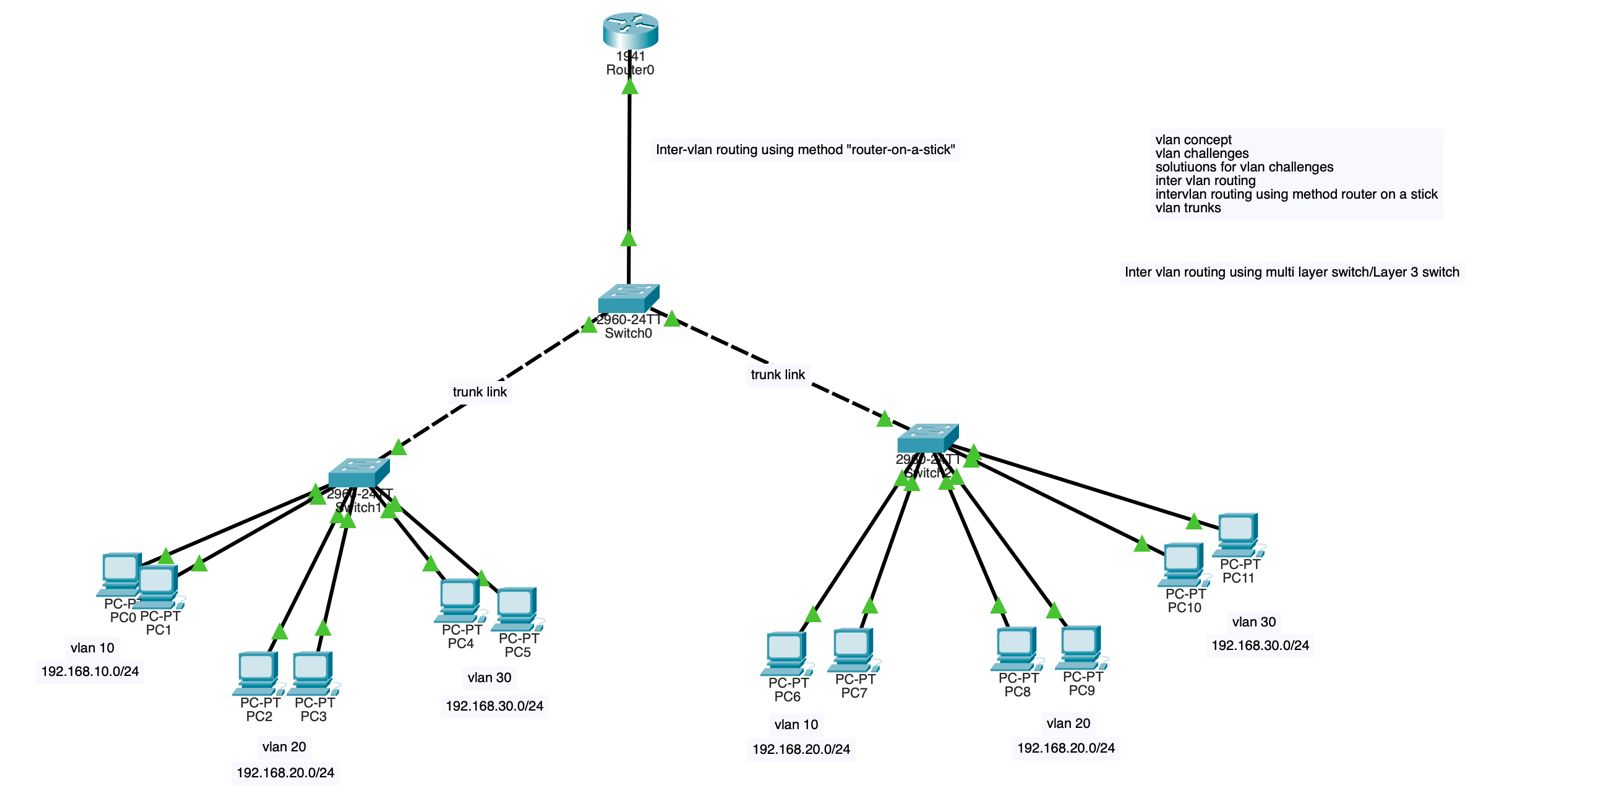 1941
Router0
Inter-vlan routing using method "router-on-a-stick"
vlan concept
vlan challenges
solutiuons for vlan challenges
inter vlan routing
intervlan routing using method router on a stick
vlan trunks
Inter vlan routing using multi layer switch/Layer 3 switch
2960-24TT
Switch0
trunk link
trunk link
2960-24TT
Switch1
2960-24TT
Switch2
PC-PT
PC0
PC-PT
PC1
vlan 10
192.168.10.0/24
PC-PT
PC2
PC-PT
PC3
vlan 20
192.168.20.0/24
PC-PT
PC4
PC-PT
PC5
vlan 30
192.168.30.0/24
PC-PT
PC6
PC-PT
PC7
vlan 10
192.168.20.0/24
PC-PT
PC8
PC-PT
PC9
vlan 20
192.168.20.0/24
PC-PT
PC10
PC-PT
PC11
vlan 30
192.168.30.0/24